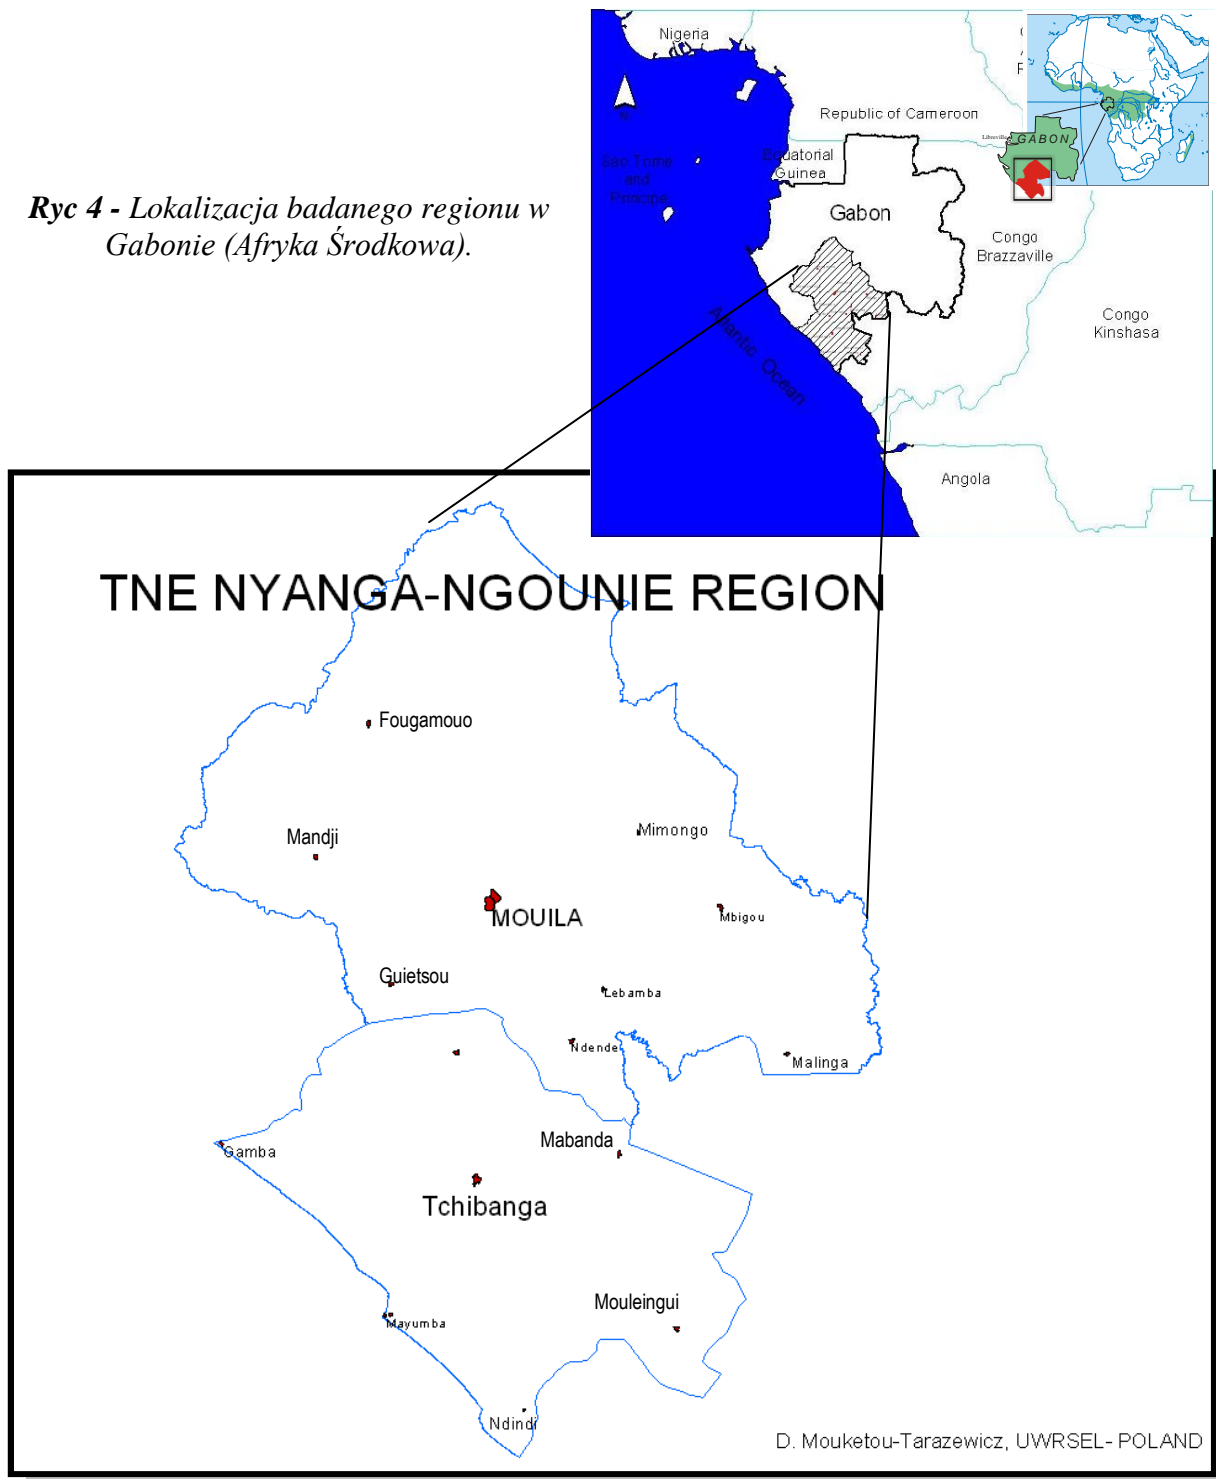 Nigeria
Republic of Cameroon
Libreville
GABON
Equatorial
Guinea
Sao Tome
and
Principe
N
Ryc 4 - Lokalizacja badanego regionu w
Gabonie (Afryka Środkowa).
Gabon
Congo
Brazzaville
Congo
Kinshasa
Atlantic Ocean
Angola
TNE NYANGA-NGOUNIE REGION
Fougamouo
Mandji
Mimongo
MOUILA
Mbigou
Guietsou
Lebamba
Ndende
Malinga
Mabanda
Gamba
Tchibanga
Mouleingui
Mayumba
Ndindi
D. Mouketou-Tarazewicz, UWRSEL- POLAND